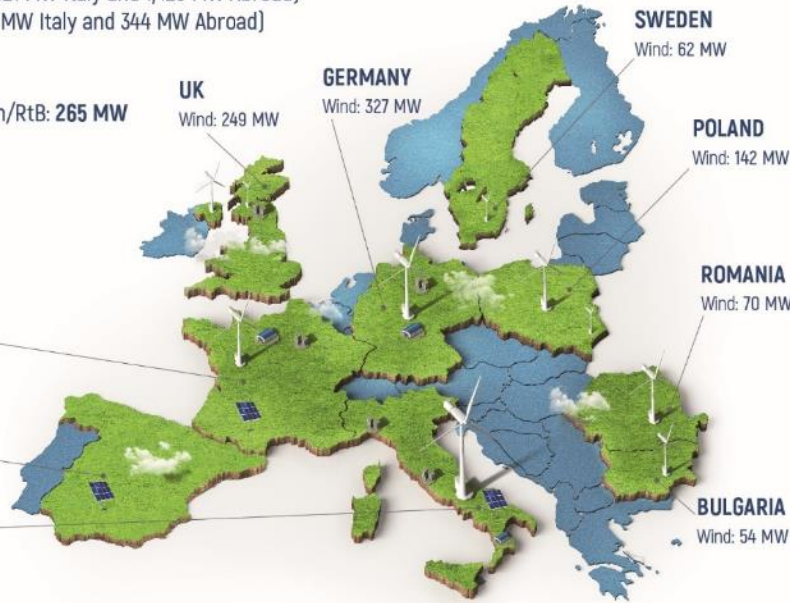 MW Italy and 344 MW Abroad)
n/RtB: 265 MW
UK
Wind: 249 MW
GERMANY
Wind: 327 MW
SWEDEN
Wind: 62 MW
POLAND
Wind: 142 MW
ROMANIA
Wind: 70 MW
BULGARIA
Wind: 54 MW